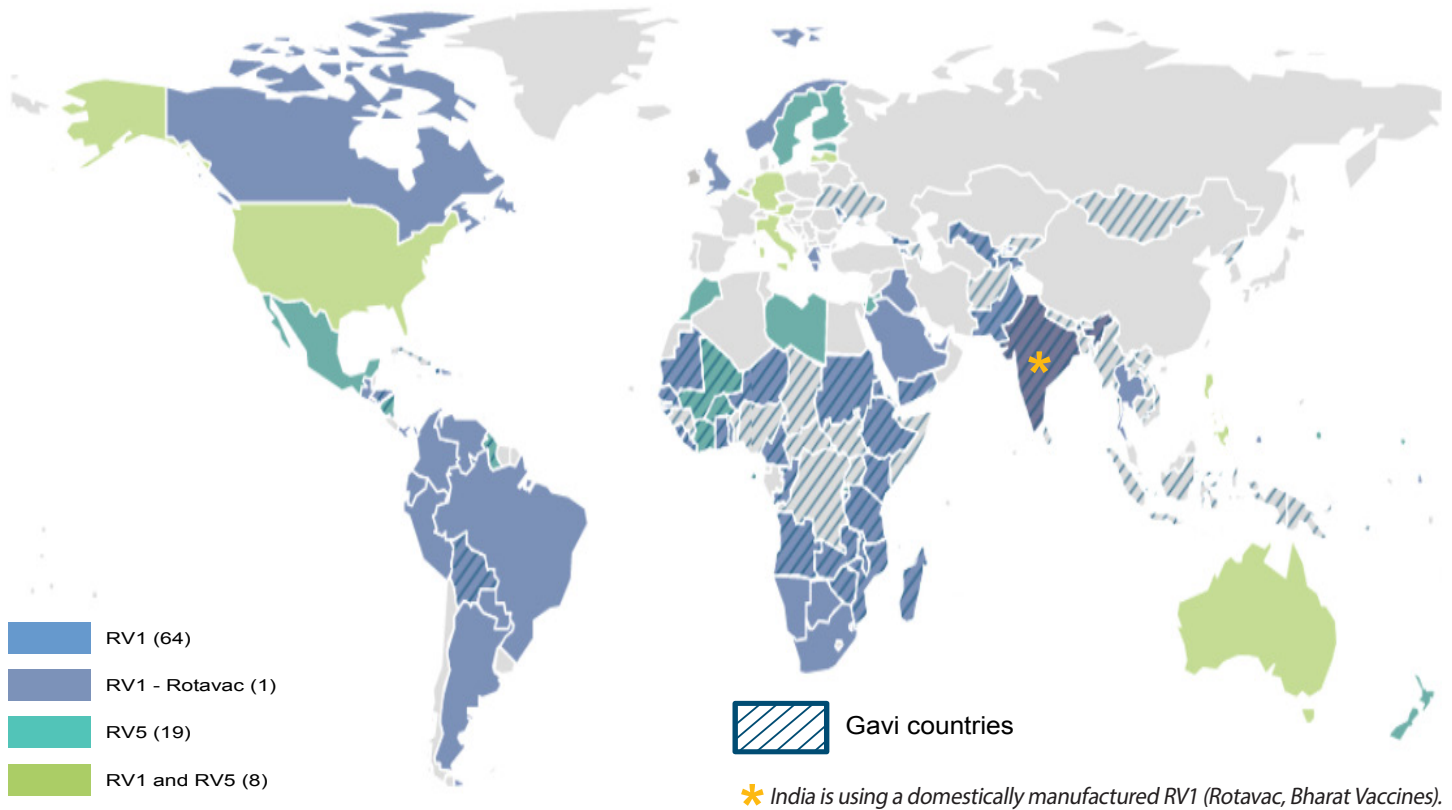 RV1 (64)
RV1 - Rotavac (1)
RV5 (19)
RV1 and RV5 (8)
Gavi countries
* India is using a domestically manufactured RV1 (Rotavac, Bharat Vaccines).